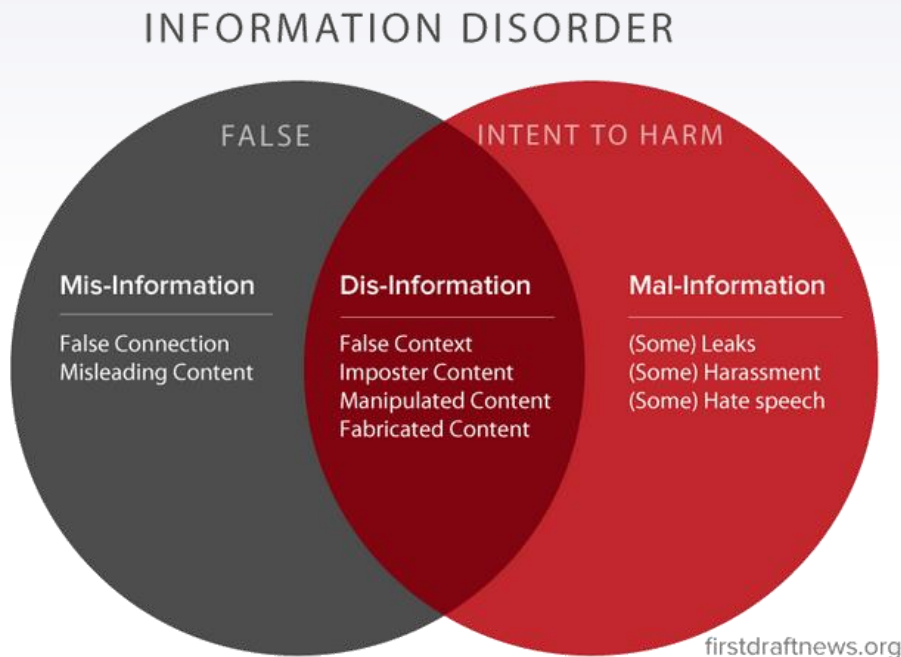 INFORMATION DISORDER
FALSE
INTENT TO HARM
Mis-Information
False Connection
Misleading Content
Dis-Information
False Context
Imposter Content
Manipulated Content
Fabricated Content
Mal-Information
(Some) Leaks
(Some) Harassment
(Some) Hate speech
firstdraftnews.org